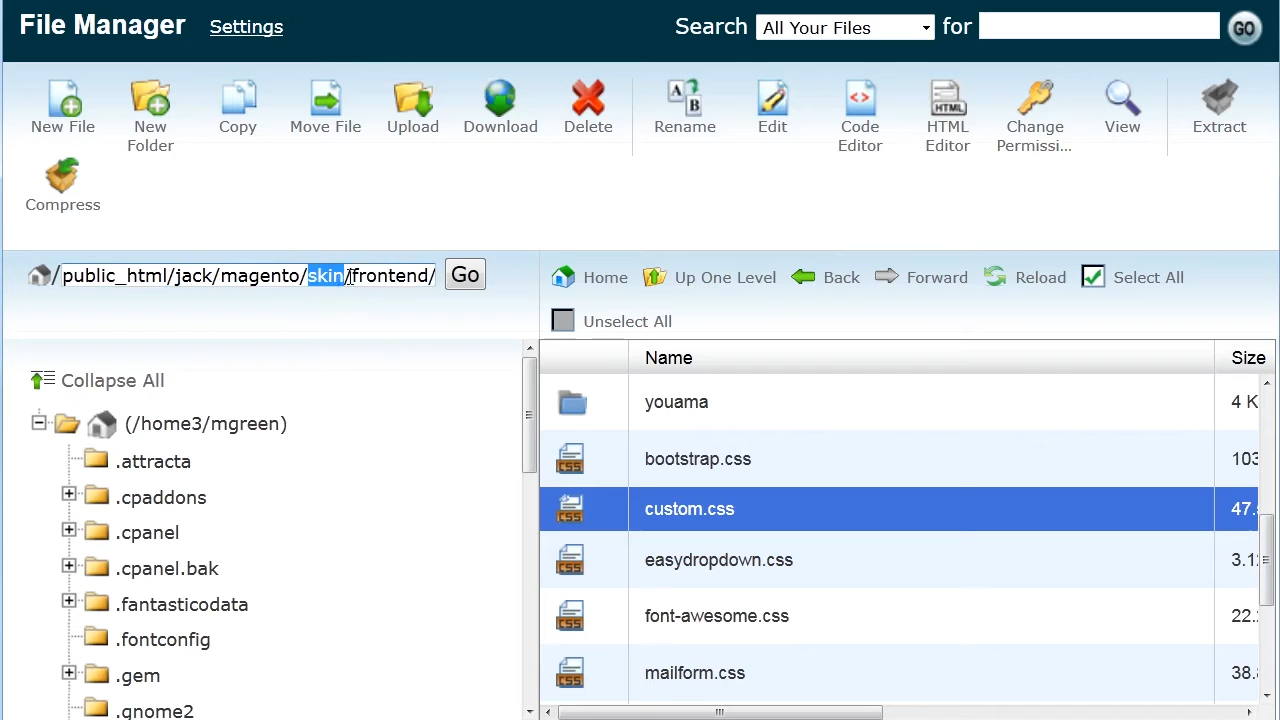 File Manager Settings Search All Your Files for GO
New File New Folder Copy Move File Upload Download Delete Rename Edit Code Editor HTML Editor Change Permissi... View Extract
Compress
/ public_html/jack/magento/skin/frontend/ Go Home Up One Level Back Forward Reload Select All
Unselect All
Collapse All
(/home3/mgreen)
.attracta
.cpaddons
.cpanel
.cpanel.bak
.fantasticodata
.fontconfig
.gem
.gnome2
Name Size
youama 4 K
bootstrap.css 103
custom.css 47.
easydropdown.css 3.1
font-awesome.css 22.
mailform.css 38.